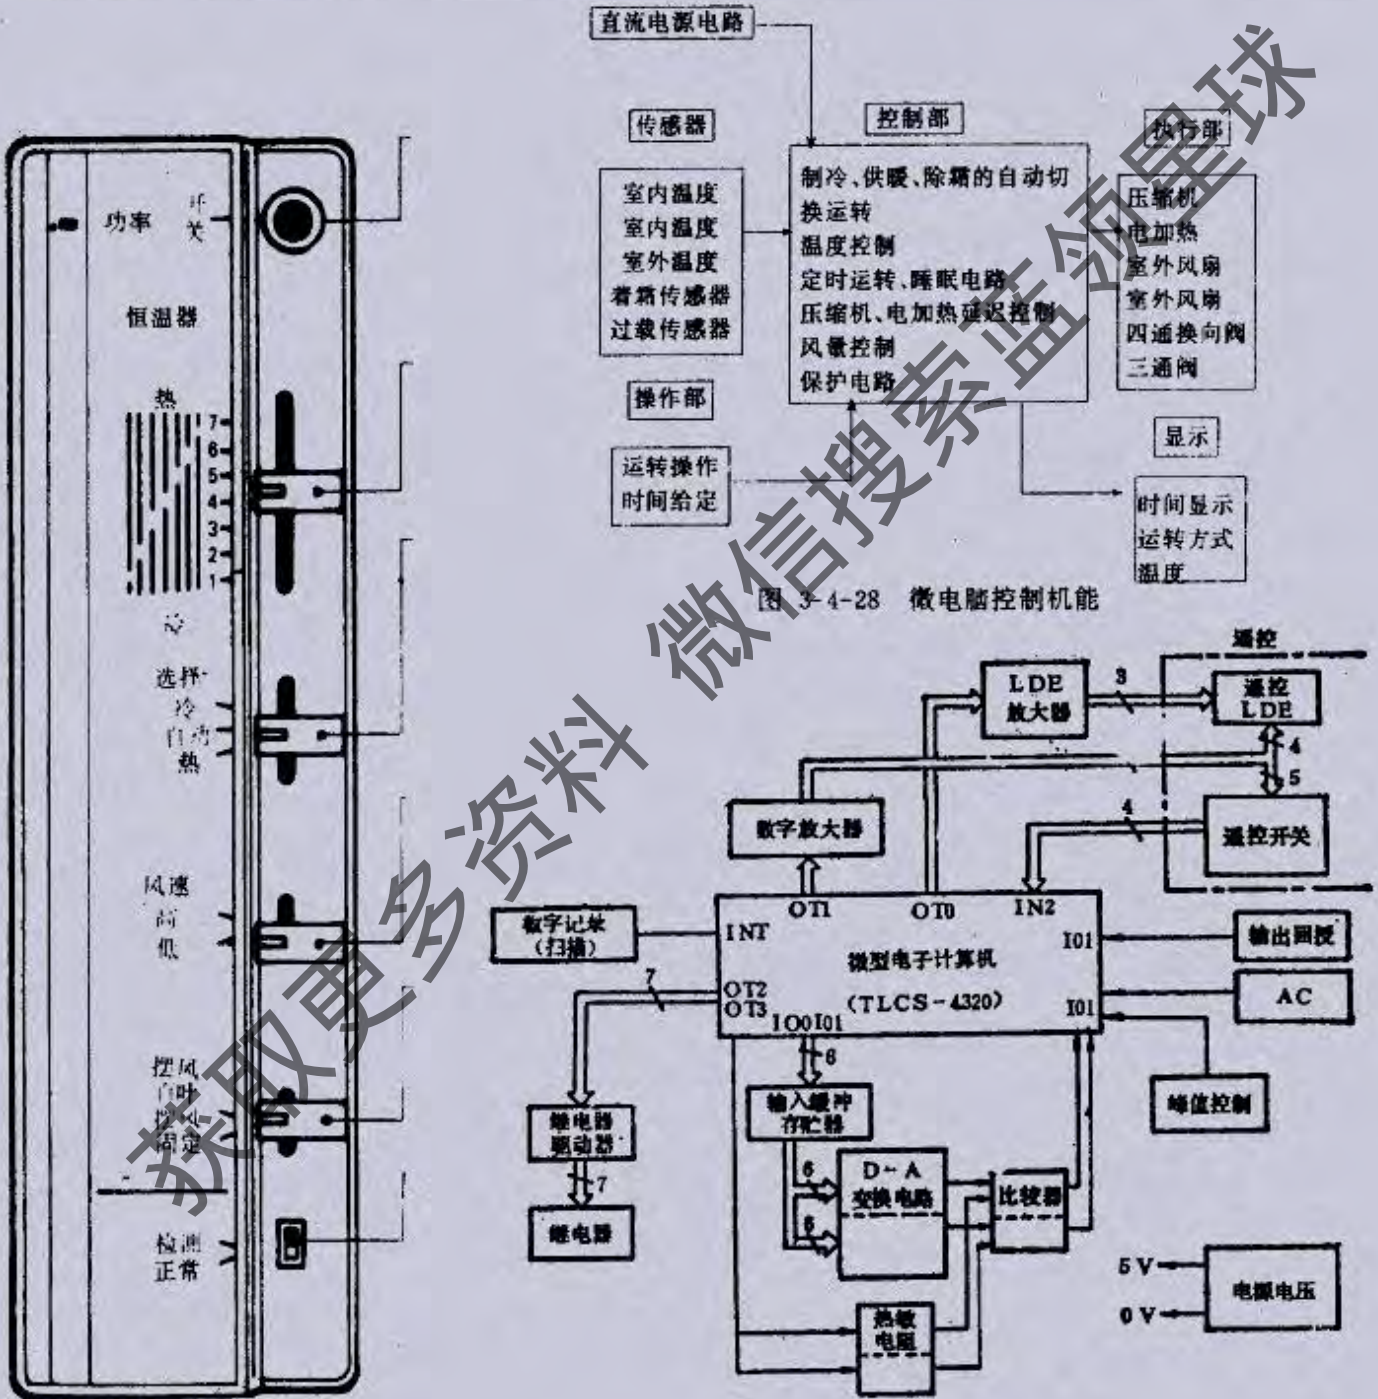 功率
开
关
恒温器
热
7
6
5
4
3
2
1
冷
选择
冷
自动
热
风速
高
低
摆风
自叶
摆风
固定
检测
正常
直流电源电路
传感器
室内温度
室内温度
室外温度
着霜传感器
过载传感器
操作部
运转操作
时间给定
控制部
制冷、供暖、除霜的自动切
换运转
温度控制
定时运转、睡眠电路
压缩机、电加热延迟控制
风量控制
保护电路
执行部
压缩机
电加热
室外风扇
室外风扇
四通换向阀
三通阀
显示
时间显示
运转方式
温度
图 3-4-28 微电脑控制机能
遥控
LDE
放大器
3
遥控
LDE
4
5
数字放大器
4
遥控开关
OT1
OT0
IN2
数字记录
(扫描)
INT
I01
输出回授
微型电子计算机
(TLCS-4320)
7
OT2
OT3
IO0
I01
I01
AC
6
继电器
驱动器
输入缓冲
存贮器
峰值控制
7
继电器
6
6
D-A
变换电路
比较器
热敏
电阻
5V
0V
电源电压
获取更多资料 微信搜索蓝领星球